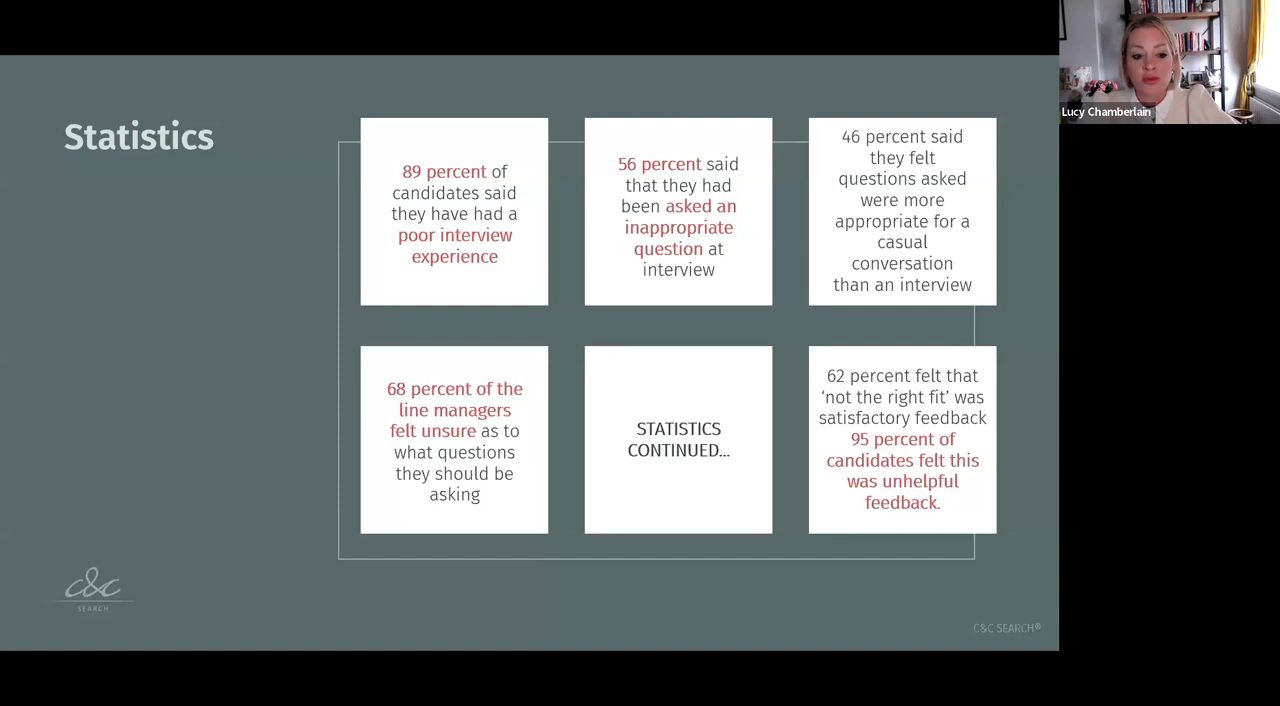 Statistics
89 percent of
candidates said
they have had a
poor interview
experience
56 percent said
that they had
been asked an
inappropriate
question at
interview
46 percent said
they felt
questions asked
were more
appropriate for a
casual
conversation
than an interview
68 percent of the
line managers
felt unsure as to
what questions
they should be
asking
STATISTICS
CONTINUED...
62 percent felt that
‘not the right fit’ was
satisfactory feedback
95 percent of
candidates felt this
was unhelpful
feedback.
c&c
SEARCH
C&C SEARCH®
Lucy Chamberlain